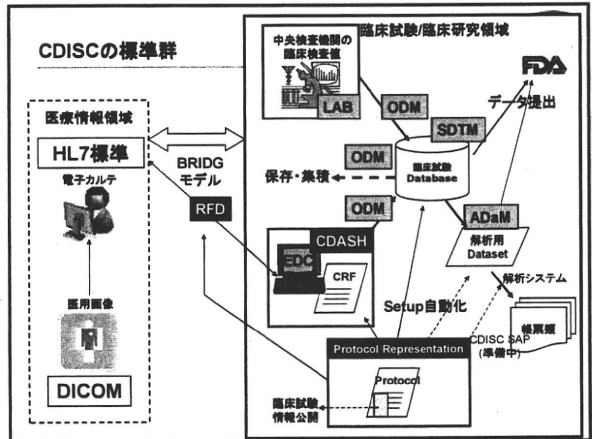 CDISCの標準群
医療情報領域
HL7標準
電子カルテ
医用画像
DICOM
BRIDG
モデル
RFD
臨床試験/臨床研究領域
中央検査機関の
臨床検査値
LAB
ODM
SDTM
FDA
データ提出
ODM
臨床試験
Database
保存・集積
ODM
ADaM
解析用
Dataset
CDASH
EDC
CRF
解析システム
Setup自動化
帳票類
CDISC SAP
(準備中)
Protocol Representation
Protocol
臨床試験
情報公開